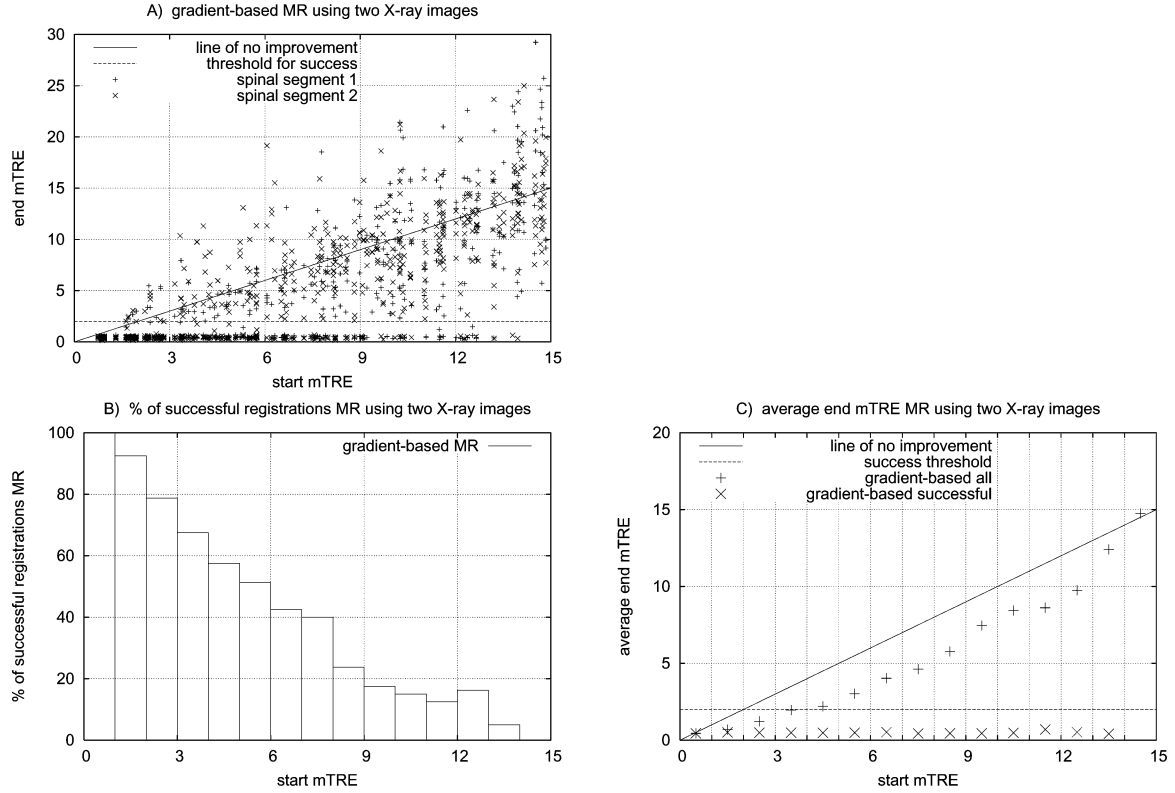 A) gradient-based MR using two X-ray images
line of no improvement
threshold for success
spinal segment 1
spinal segment 2
30
25
20
15
10
5
0
end mTRE
0 3 6 9 12 15
start mTRE
B) % of successful registrations MR using two X-ray images
gradient-based MR
100
80
60
40
20
0
% of successful registrations MR
0 3 6 9 12 15
start mTRE
C) average end mTRE MR using two X-ray images
line of no improvement
success threshold
gradient-based all
gradient-based successful
20
15
10
5
0
average end mTRE
0 3 6 9 12 15
start mTRE